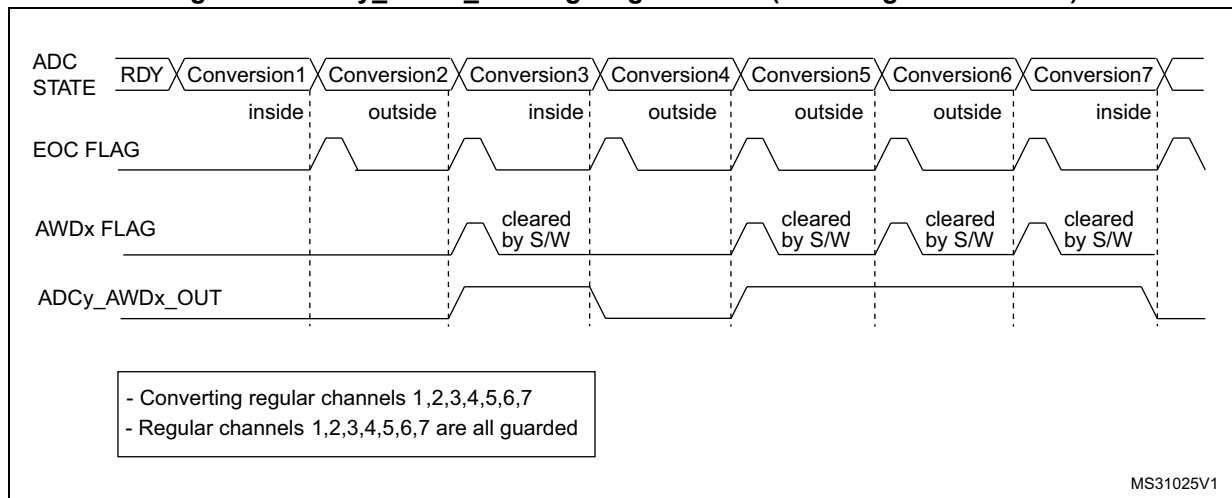 ADC
STATE
RDY Conversion1 Conversion2 Conversion3 Conversion4 Conversion5 Conversion6 Conversion7
inside outside inside outside outside outside inside
EOC FLAG
AWDx FLAG
cleared
by S/W
cleared
by S/W
cleared
by S/W
cleared
by S/W
ADCy_AWDx_OUT
- Converting regular channels 1,2,3,4,5,6,7
- Regular channels 1,2,3,4,5,6,7 are all guarded
MS31025V1